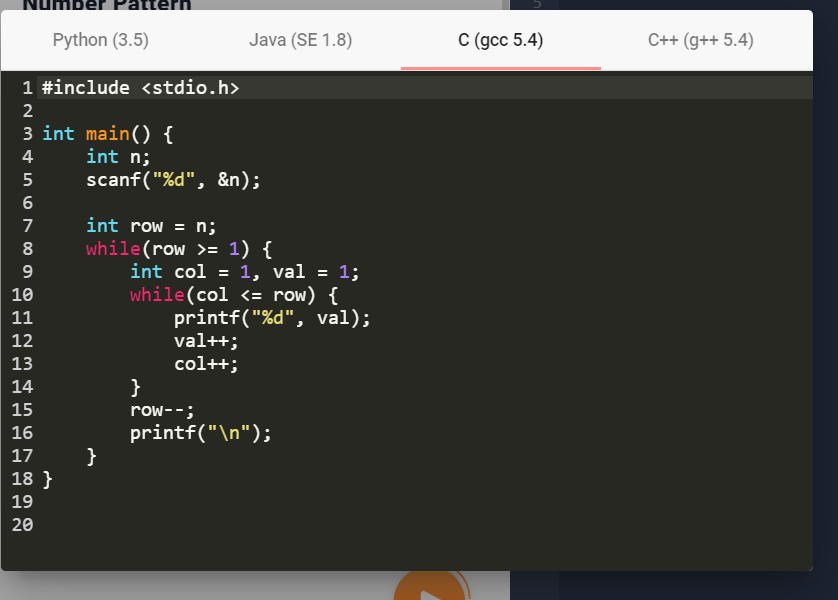 Number Pattern
5
Python (3.5) Java (SE 1.8) C (gcc 5.4) C++ (g++ 5.4)
1 #include <stdio.h>
2
3 int main() {
4     int n;
5     scanf("%d", &n);
6
7     int row = n;
8     while(row >= 1) {
9         int col = 1, val = 1;
10         while(col <= row) {
11             printf("%d", val);
12             val++;
13             col++;
14         }
15         row--;
16         printf("\n");
17     }
18 }
19
20